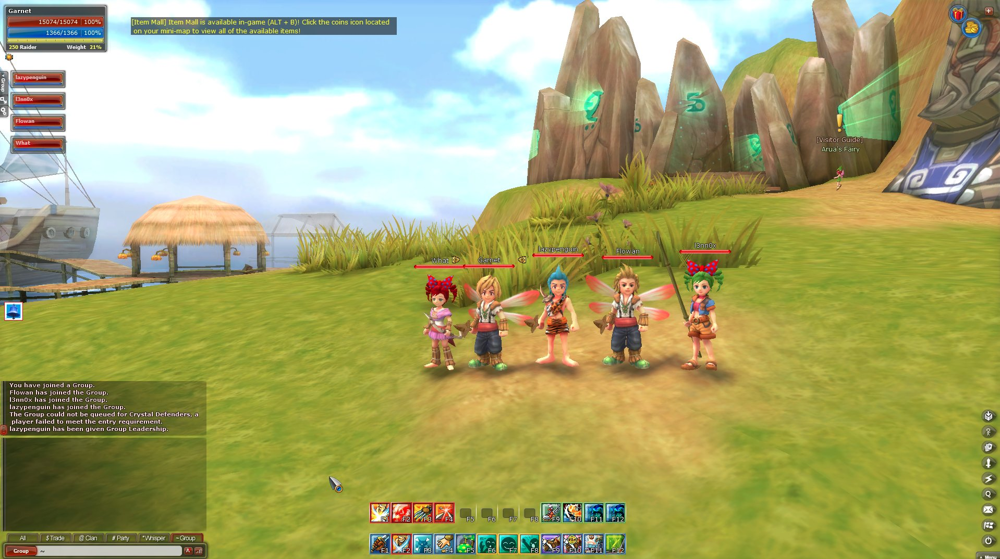 Garnet
15074/15074 | 100%
1366/1366 | 100%
250 Raider Weight 21%
[Item Mall] Item Mall is available in-game (ALT + B)! Click the coins icon located
on your mini-map to view all of the available items!
< Group
lazypenguin
l3nn0x
Flowan
What
[Visitor Guide]
Arua's Fairy
What
Garnet
lazypenguin
Flowan
l3nn0x
You have joined a Group.
Flowan has joined the Group.
l3nn0x has joined the Group.
lazypenguin has joined the Group.
The Group could not be queued for Crystal Defenders, a
player failed to meet the entry requirement.
lazypenguin has been given Group Leadership.
All $ Trade @ Clan # Party "Whisper ~ Group
Group ~ A
F1 F2 F3 F4 F5 F6 F7 F8 F9 F10 F11 F12
F1 F2 F3 F4 F5 F6 F7 F8 F9 F10 F11 F12
Q
Menu